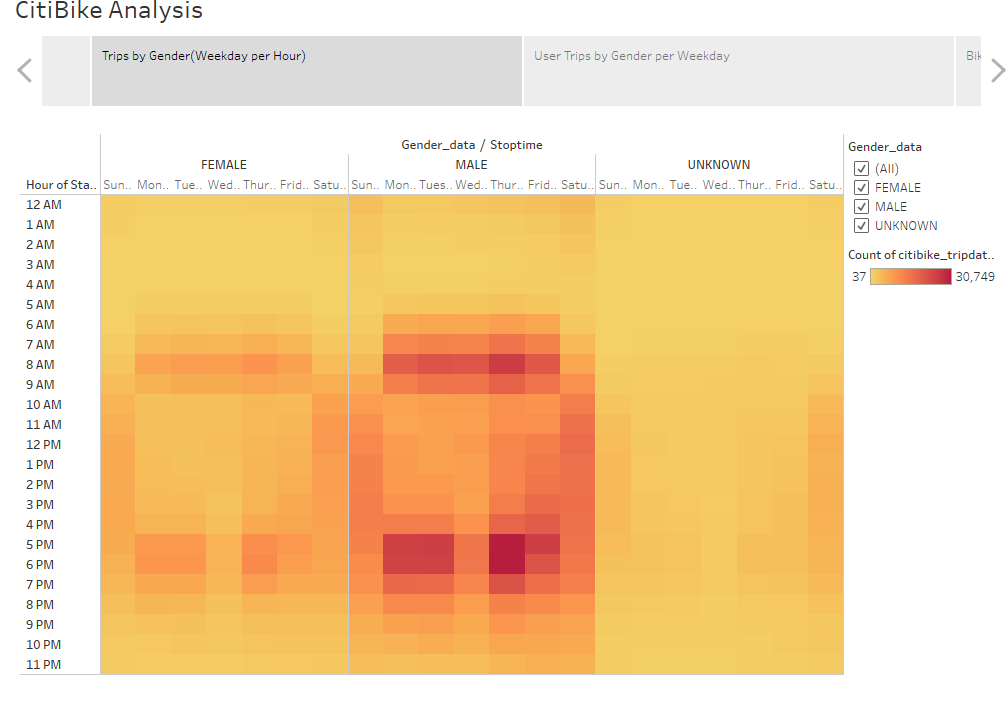 CitiBike Analysis
Trips by Gender(Weekday per Hour)
User Trips by Gender per Weekday
Bik
Gender_data / Stoptime
FEMALE MALE UNKNOWN
Hour of Sta.. Sun.. Mon.. Tue.. Wed.. Thur.. Frid.. Satu.. Sun.. Mon.. Tues.. Wed.. Thur.. Frid.. Satu.. Sun.. Mon.. Tue.. Wed.. Thur.. Frid.. Satu..
12 AM
1 AM
2 AM
3 AM
4 AM
5 AM
6 AM
7 AM
8 AM
9 AM
10 AM
11 AM
12 PM
1 PM
2 PM
3 PM
4 PM
5 PM
6 PM
7 PM
8 PM
9 PM
10 PM
11 PM
Gender_data
(All)
FEMALE
MALE
UNKNOWN
Count of citibike_tripdat..
37 30,749